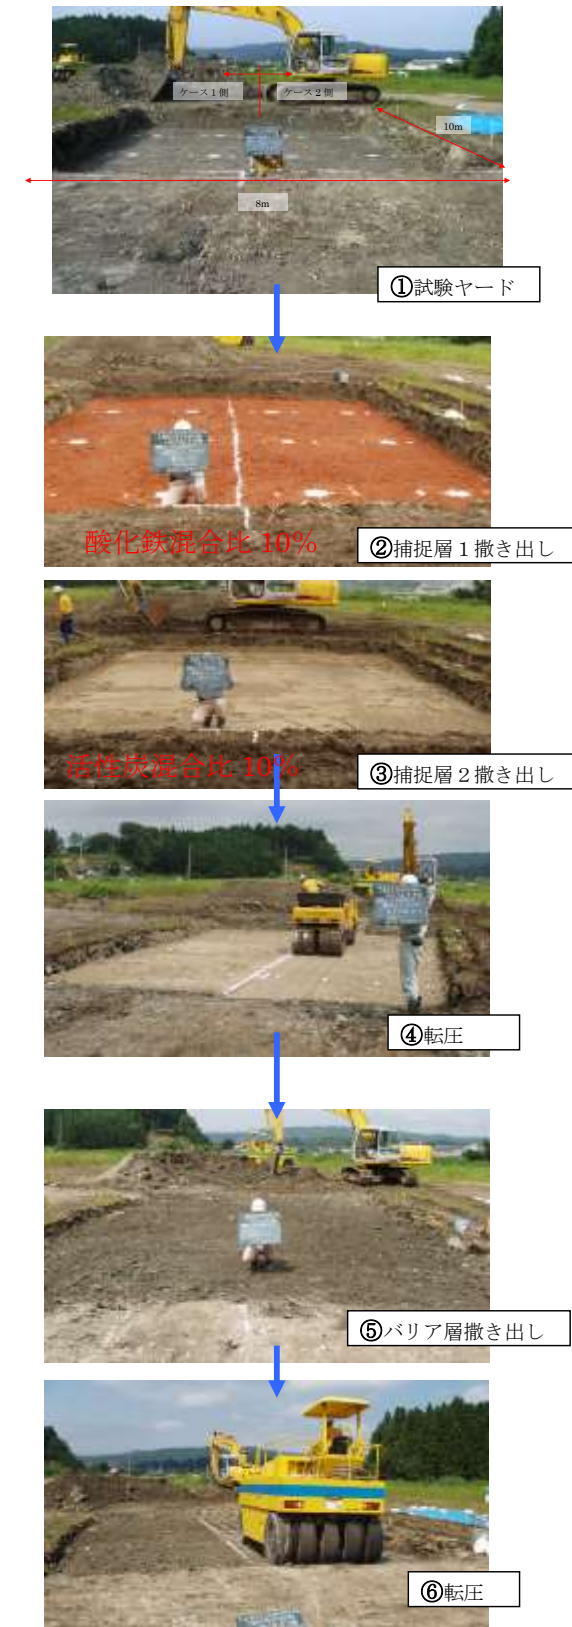 ケース1側
ケース2側
10m
8m
①試験ヤード
酸化鉄混合比 10%
②捕捉層1撒き出し
活性炭混合比 10%
③捕捉層2撒き出し
④転圧
⑤バリア層撒き出し
⑥転圧